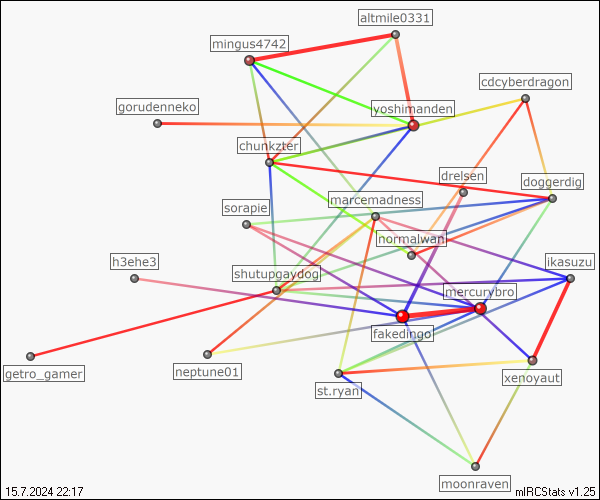 altmile0331
mingus4742
cdcyberdragon
gorudenneko
yoshimanden
chunkzter
drelsen
doggerdig
marcemadness
sorapie
normalwan
h3ehe3
shutupgaydog
ikasuzu
mercurybro
fakedingo
getro_gamer
neptune01
xenoyaut
st.ryan
moonraven
15.7.2024 22:17
mIRCStats v1.25